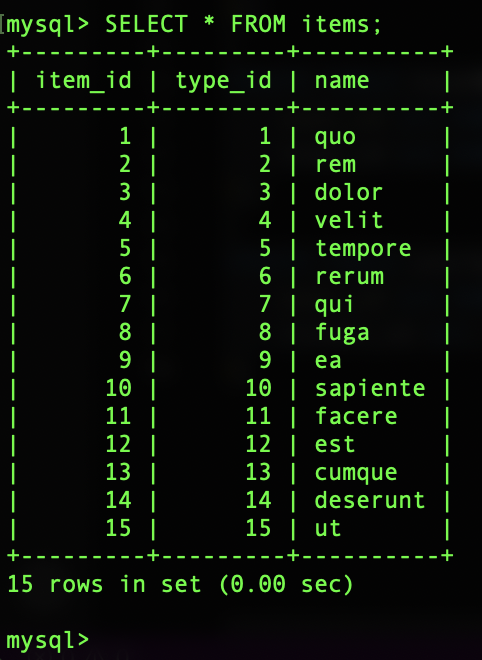 mysql> SELECT * FROM items;
+---------+---------+----------+
| item_id | type_id | name     |
+---------+---------+----------+
|       1 |       1 | quo      |
|       2 |       2 | rem      |
|       3 |       3 | dolor    |
|       4 |       4 | velit    |
|       5 |       5 | tempore  |
|       6 |       6 | rerum    |
|       7 |       7 | qui      |
|       8 |       8 | fuga     |
|       9 |       9 | ea       |
|      10 |      10 | sapiente |
|      11 |      11 | facere   |
|      12 |      12 | est      |
|      13 |      13 | cumque   |
|      14 |      14 | deserunt |
|      15 |      15 | ut       |
+---------+---------+----------+
15 rows in set (0.00 sec)
mysql>